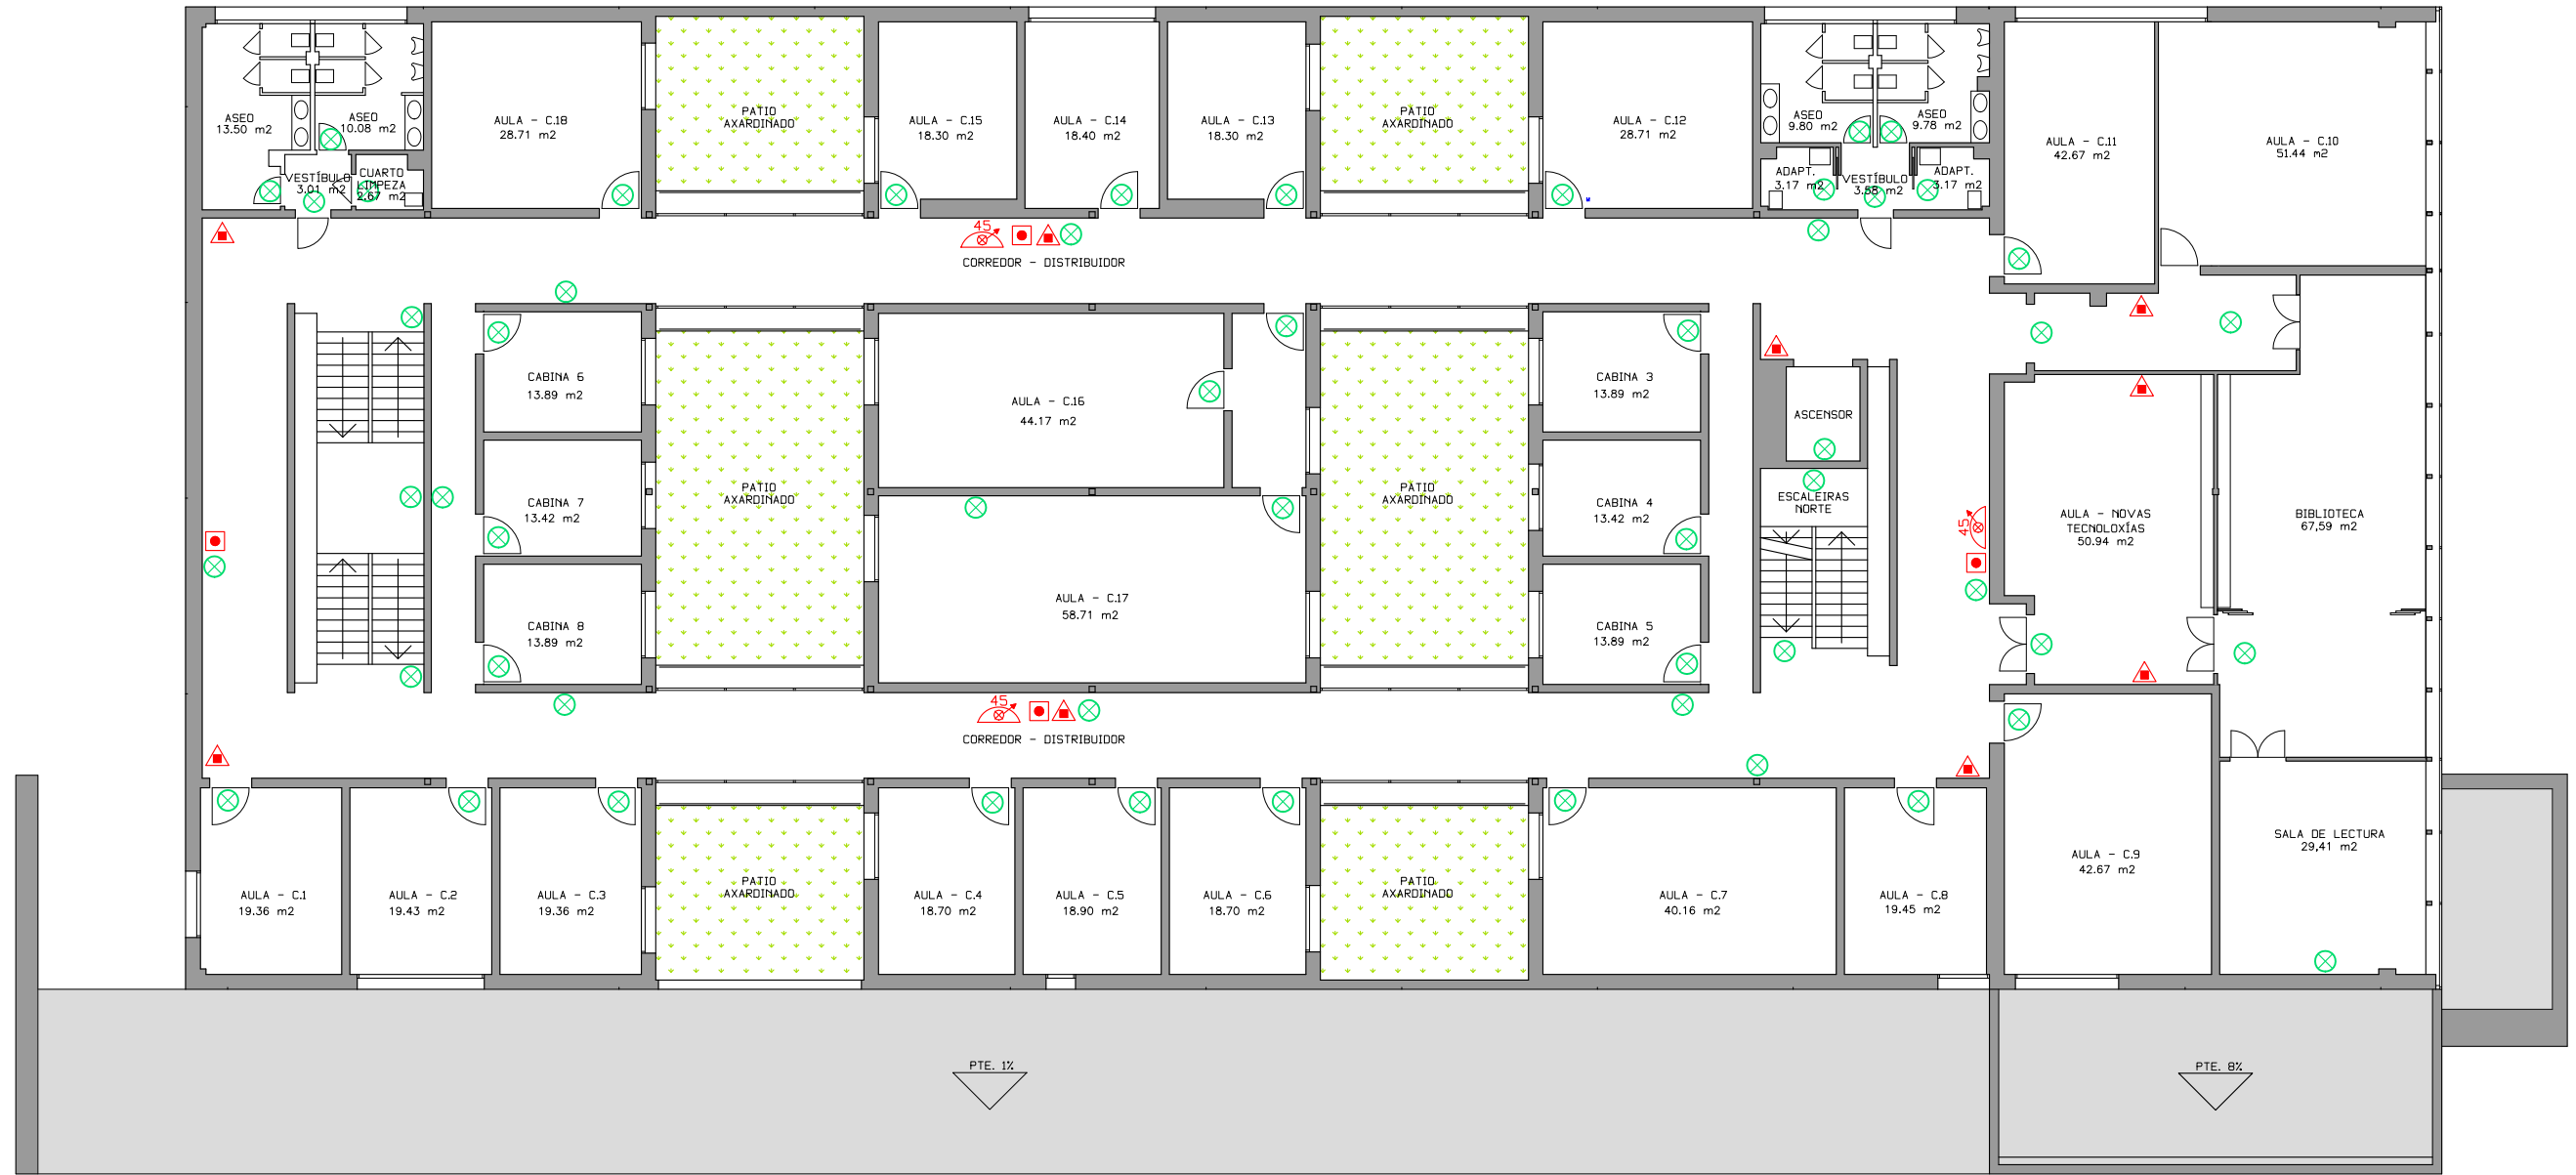 ASEO
13.50 m2
ASEO
10.08 m2
VESTÍBULO
3.01 m2
CUARTO
LIMPEZA
2.67 m2
AULA - C.18
28.71 m2
PATIO
AXARDINADO
AULA - C.15
18.30 m2
AULA - C.14
18.40 m2
AULA - C.13
18.30 m2
PATIO
AXARDINADO
AULA - C.12
28.71 m2
ASEO
9.80 m2
ASEO
9.78 m2
ADAPT.
3.17 m2
VESTÍBULO
3.58 m2
ADAPT.
3.17 m2
AULA - C.11
42.67 m2
AULA - C.10
51.44 m2
45
CORREDOR - DISTRIBUIDOR
CABINA 6
13.89 m2
CABINA 7
13.42 m2
CABINA 8
13.89 m2
PATIO
AXARDINADO
AULA - C.16
44.17 m2
AULA - C.17
58.71 m2
PATIO
AXARDINADO
CABINA 3
13.89 m2
CABINA 4
13.42 m2
CABINA 5
13.89 m2
ASCENSOR
ESCALEIRAS
NORTE
45
AULA - NOVAS
TECNOLOXÍAS
50.94 m2
BIBLIOTECA
67,59 m2
45
CORREDOR - DISTRIBUIDOR
AULA - C.1
19.36 m2
AULA - C.2
19.43 m2
AULA - C.3
19.36 m2
PATIO
AXARDINADO
AULA - C.4
18.70 m2
AULA - C.5
18.90 m2
AULA - C.6
18.70 m2
PATIO
AXARDINADO
AULA - C.7
40.16 m2
AULA - C.8
19.45 m2
AULA - C.9
42.67 m2
SALA DE LECTURA
29,41 m2
PTE. 1%
PTE. 8%